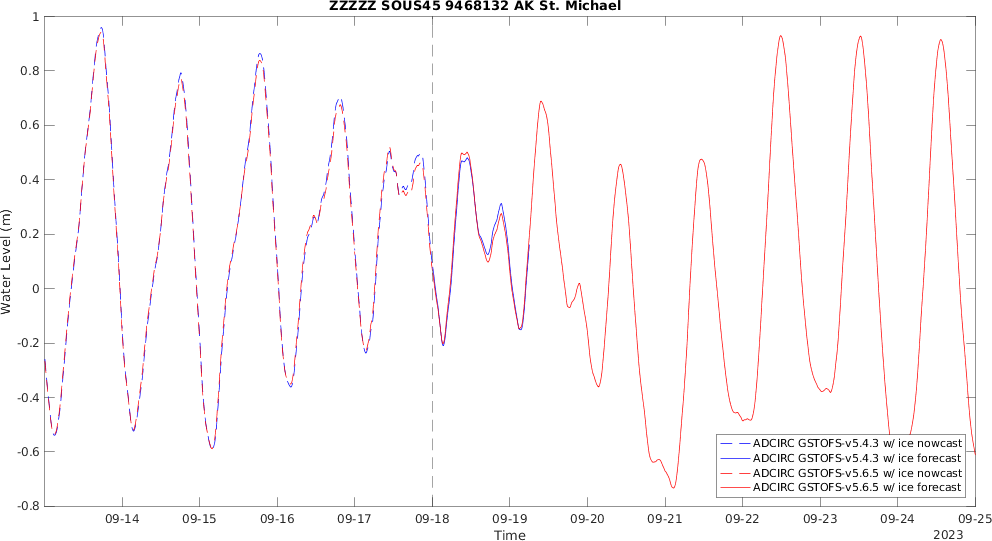 ZZZZZ SOUS45 9468132 AK St. Michael
1
0.8
0.6
0.4
0.2
0
-0.2
-0.4
-0.6
-0.8
Water Level (m)
ADCIRC GSTOFS-v5.4.3 w/ ice nowcast
ADCIRC GSTOFS-v5.4.3 w/ ice forecast
ADCIRC GSTOFS-v5.6.5 w/ ice nowcast
ADCIRC GSTOFS-v5.6.5 w/ ice forecast
09-14 09-15 09-16 09-17 09-18 09-19 09-20 09-21 09-22 09-23 09-24 09-25
Time
2023